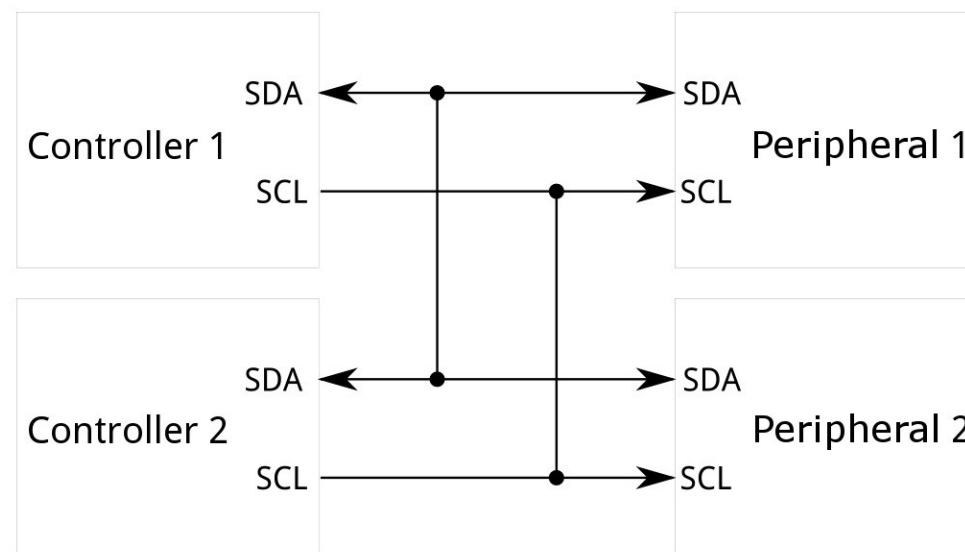 SDA SDA
Controller 1 Peripheral 1
SCL SCL
SDA SDA
Controller 2 Peripheral 2
SCL SCL